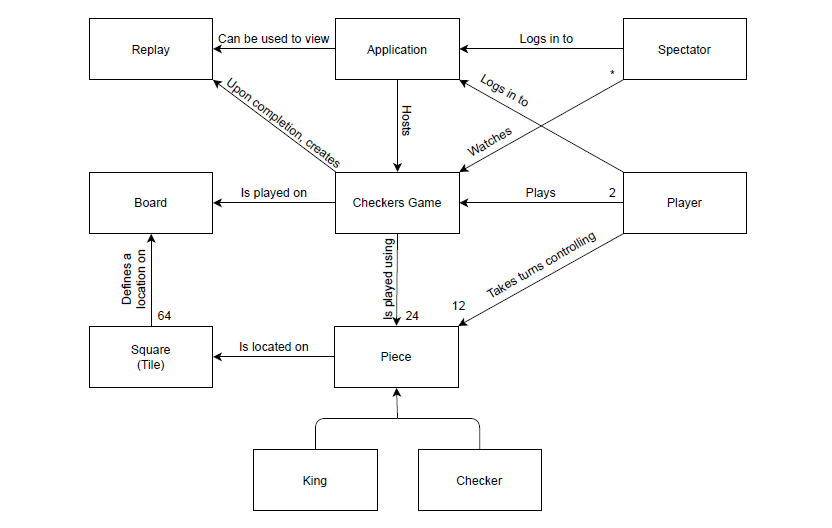 Replay
Can be used to view
Application
Logs in to
Spectator
*
Upon completion, creates
Hosts
Logs in to
Watches
Board
Is played on
Checkers Game
Plays
2
Player
Defines a
location on
64
Is played using
24
12
Takes turns controlling
Square
(Tile)
Is located on
Piece
King
Checker